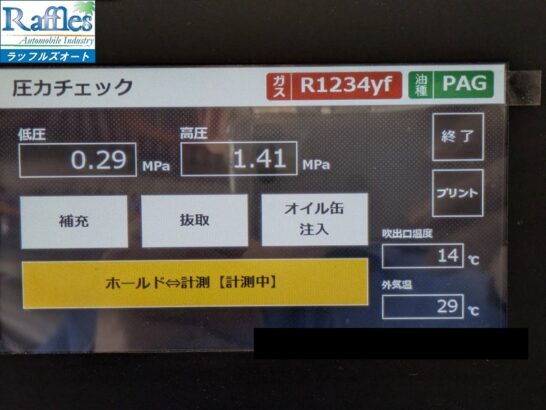 Raffles
Automobile Industry
ラッフルズオート
圧力チェック
ガス R1234yf
油種 PAG
低圧
0.29 MPa
高圧
1.41 MPa
終了
プリント
補充
抜取
オイル缶
注入
吹出口温度
14 ℃
ホールド⇔計測【計測中】
外気温
29 ℃